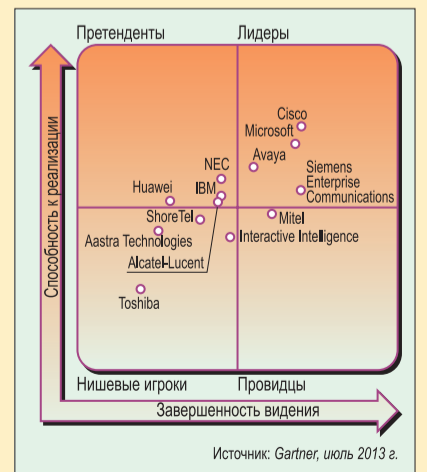 Претенденты
Лидеры
Cisco
Microsoft
Avaya
NEC
Siemens
Enterprise
Communications
Huawei
IBM
ShoreTel
Mitel
Aastra Technologies
Interactive Intelligence
Alcatel-Lucent
Toshiba
Способность к реализации
Нишевые игроки
Провидцы
Завершенность видения
Источник: Gartner, июль 2013 г.